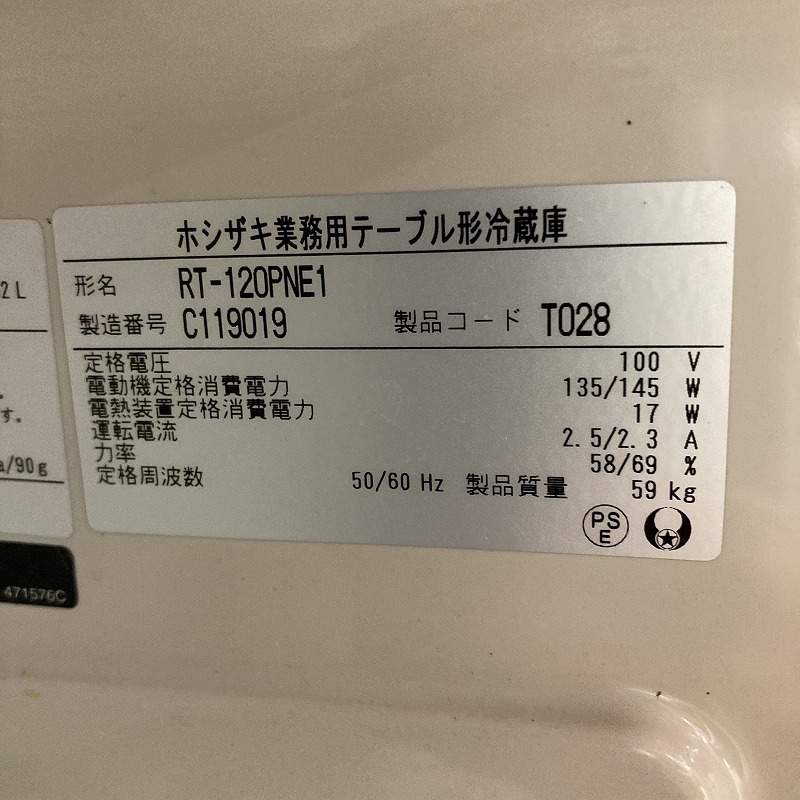 ホシザキ業務用テーブル形冷蔵庫
形名 RT-120PNE1
製造番号 C119019 製品コード T028
定格電圧 100 V
電動機定格消費電力 135/145 W
電熱装置定格消費電力 17 W
運転電流 2.5/2.3 A
力率 58/69 %
定格周波数 50/60 Hz 製品質量 59 kg
PS
E
2L
す。
a/90g
471576C